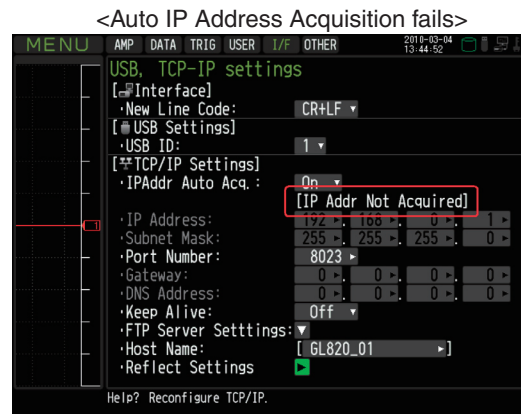 <Auto IP Address Acquisition fails>
MENU AMP DATA TRIG USER I/F OTHER 2010-03-04 13:44:52
USB, TCP-IP settings
[Interface]
·New Line Code: CR+LF
[USB Settings]
·USB ID: 1
[TCP/IP Settings]
·IPAddr Auto Acq.: On
[IP Addr Not Acquired]
·IP Address: 192 . 168 . 0 . 1
·Subnet Mask: 255 . 255 . 255 . 0
·Port Number: 8023
·Gateway: 0 . 0 . 0 . 0
·DNS Address: 0 . 0 . 0 . 0
·Keep Alive: Off
·FTP Server Setttings:
·Host Name: [ GL820_01 ]
·Reflect Settings
1
Help? Reconfigure TCP/IP.